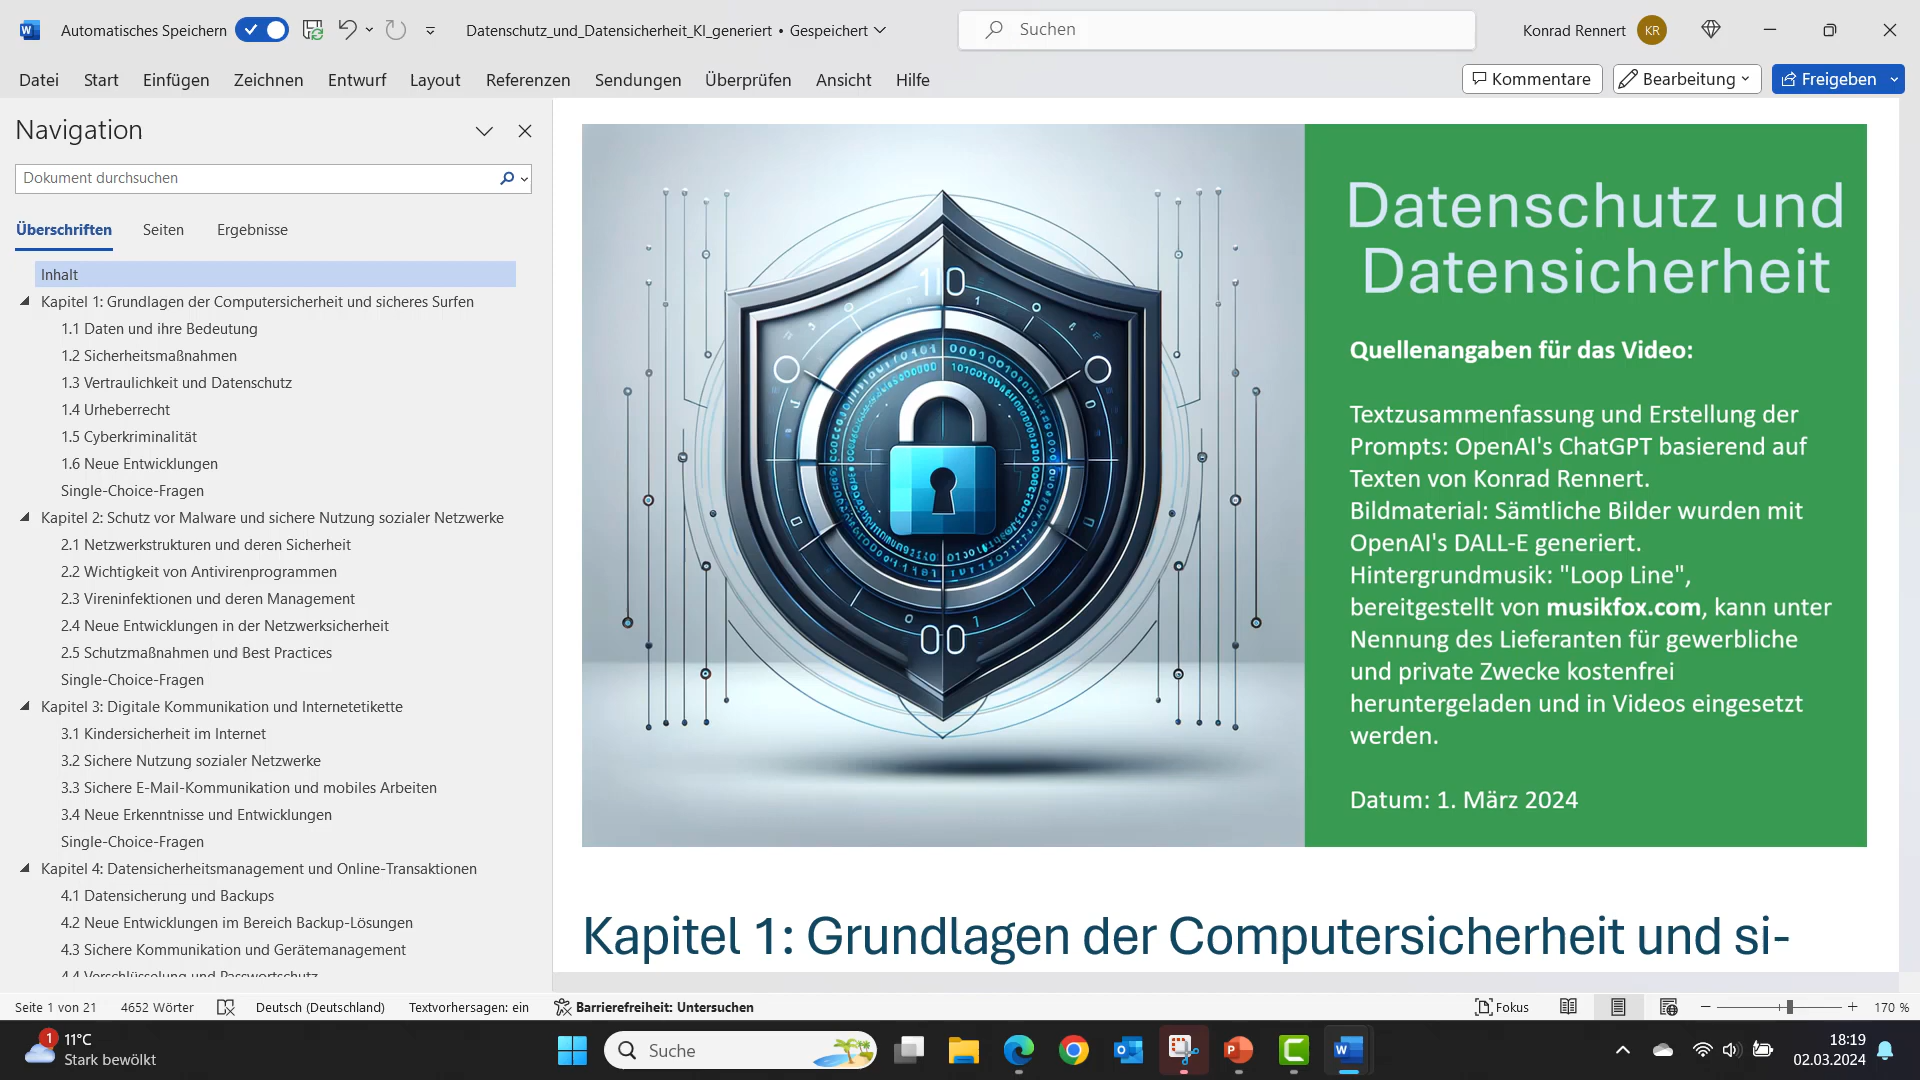 Automatisches Speichern
Datenschutz_und_Datensicherheit_KI_generiert • Gespeichert
Suchen
Konrad Rennert
KR
Datei Start Einfügen Zeichnen Entwurf Layout Referenzen Sendungen Überprüfen Ansicht Hilfe
Kommentare
Bearbeitung
Freigeben
Navigation
Dokument durchsuchen
Überschriften Seiten Ergebnisse
Inhalt
Kapitel 1: Grundlagen der Computersicherheit und sicheres Surfen
1.1 Daten und ihre Bedeutung
1.2 Sicherheitsmaßnahmen
1.3 Vertraulichkeit und Datenschutz
1.4 Urheberrecht
1.5 Cyberkriminalität
1.6 Neue Entwicklungen
Single-Choice-Fragen
Kapitel 2: Schutz vor Malware und sichere Nutzung sozialer Netzwerke
2.1 Netzwerkstrukturen und deren Sicherheit
2.2 Wichtigkeit von Antivirenprogrammen
2.3 Vireninfektionen und deren Management
2.4 Neue Entwicklungen in der Netzwerksicherheit
2.5 Schutzmaßnahmen und Best Practices
Single-Choice-Fragen
Kapitel 3: Digitale Kommunikation und Internetetikette
3.1 Kindersicherheit im Internet
3.2 Sichere Nutzung sozialer Netzwerke
3.3 Sichere E-Mail-Kommunikation und mobiles Arbeiten
3.4 Neue Erkenntnisse und Entwicklungen
Single-Choice-Fragen
Kapitel 4: Datensicherheitsmanagement und Online-Transaktionen
4.1 Datensicherung und Backups
4.2 Neue Entwicklungen im Bereich Backup-Lösungen
4.3 Sichere Kommunikation und Gerätemanagement
4.4 Verschlüsselung und Passwortschutz
Datenschutz und
Datensicherheit
Quellenangaben für das Video:
Textzusammenfassung und Erstellung der
Prompts: OpenAI's ChatGPT basierend auf
Texten von Konrad Rennert.
Bildmaterial: Sämtliche Bilder wurden mit
OpenAI's DALL-E generiert.
Hintergrundmusik: "Loop Line",
bereitgestellt von musikfox.com, kann unter
Nennung des Lieferanten für gewerbliche
und private Zwecke kostenfrei
heruntergeladen und in Videos eingesetzt
werden.
Datum: 1. März 2024
Kapitel 1: Grundlagen der Computersicherheit und si-
Seite 1 von 21 4652 Wörter Deutsch (Deutschland) Textvorhersagen: ein Barrierefreiheit: Untersuchen
Fokus
170 %
1
11°C
Stark bewölkt
Suche
18:19
02.03.2024